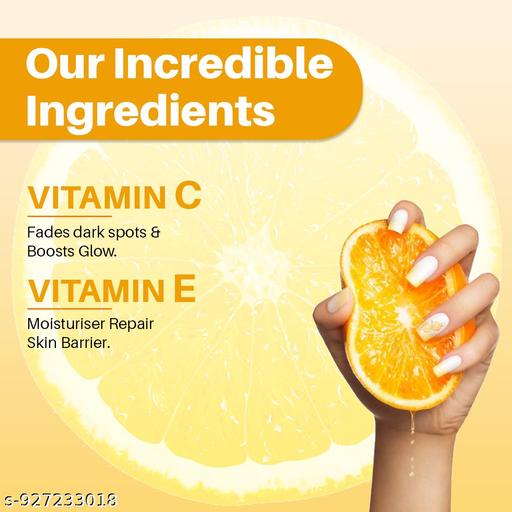 Our Incredible
Ingredients
VITAMIN C
Fades dark spots &
Boosts Glow.
VITAMIN E
Moisturiser Repair
Skin Barrier.
s-927233018